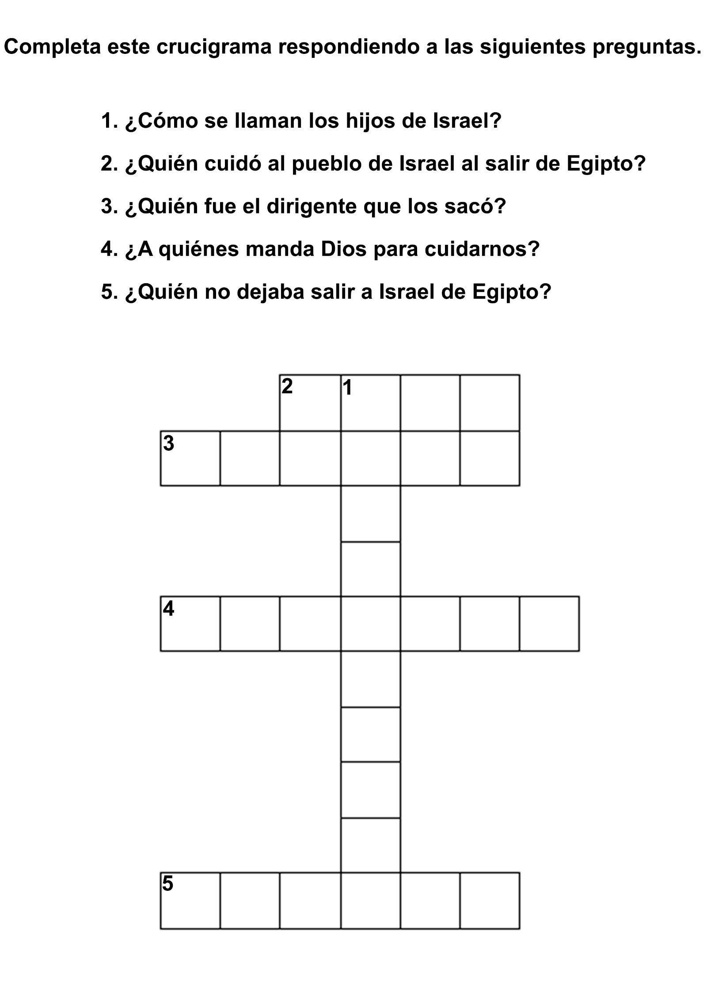 Completa este crucigrama respondiendo a las siguientes preguntas.
1. ¿Cómo se llaman los hijos de Israel?
2. ¿Quién cuidó al pueblo de Israel al salir de Egipto?
3. ¿Quién fue el dirigente que los sacó?
4. ¿A quiénes manda Dios para cuidarnos?
5. ¿Quién no dejaba salir a Israel de Egipto?
2 1
3
4
5